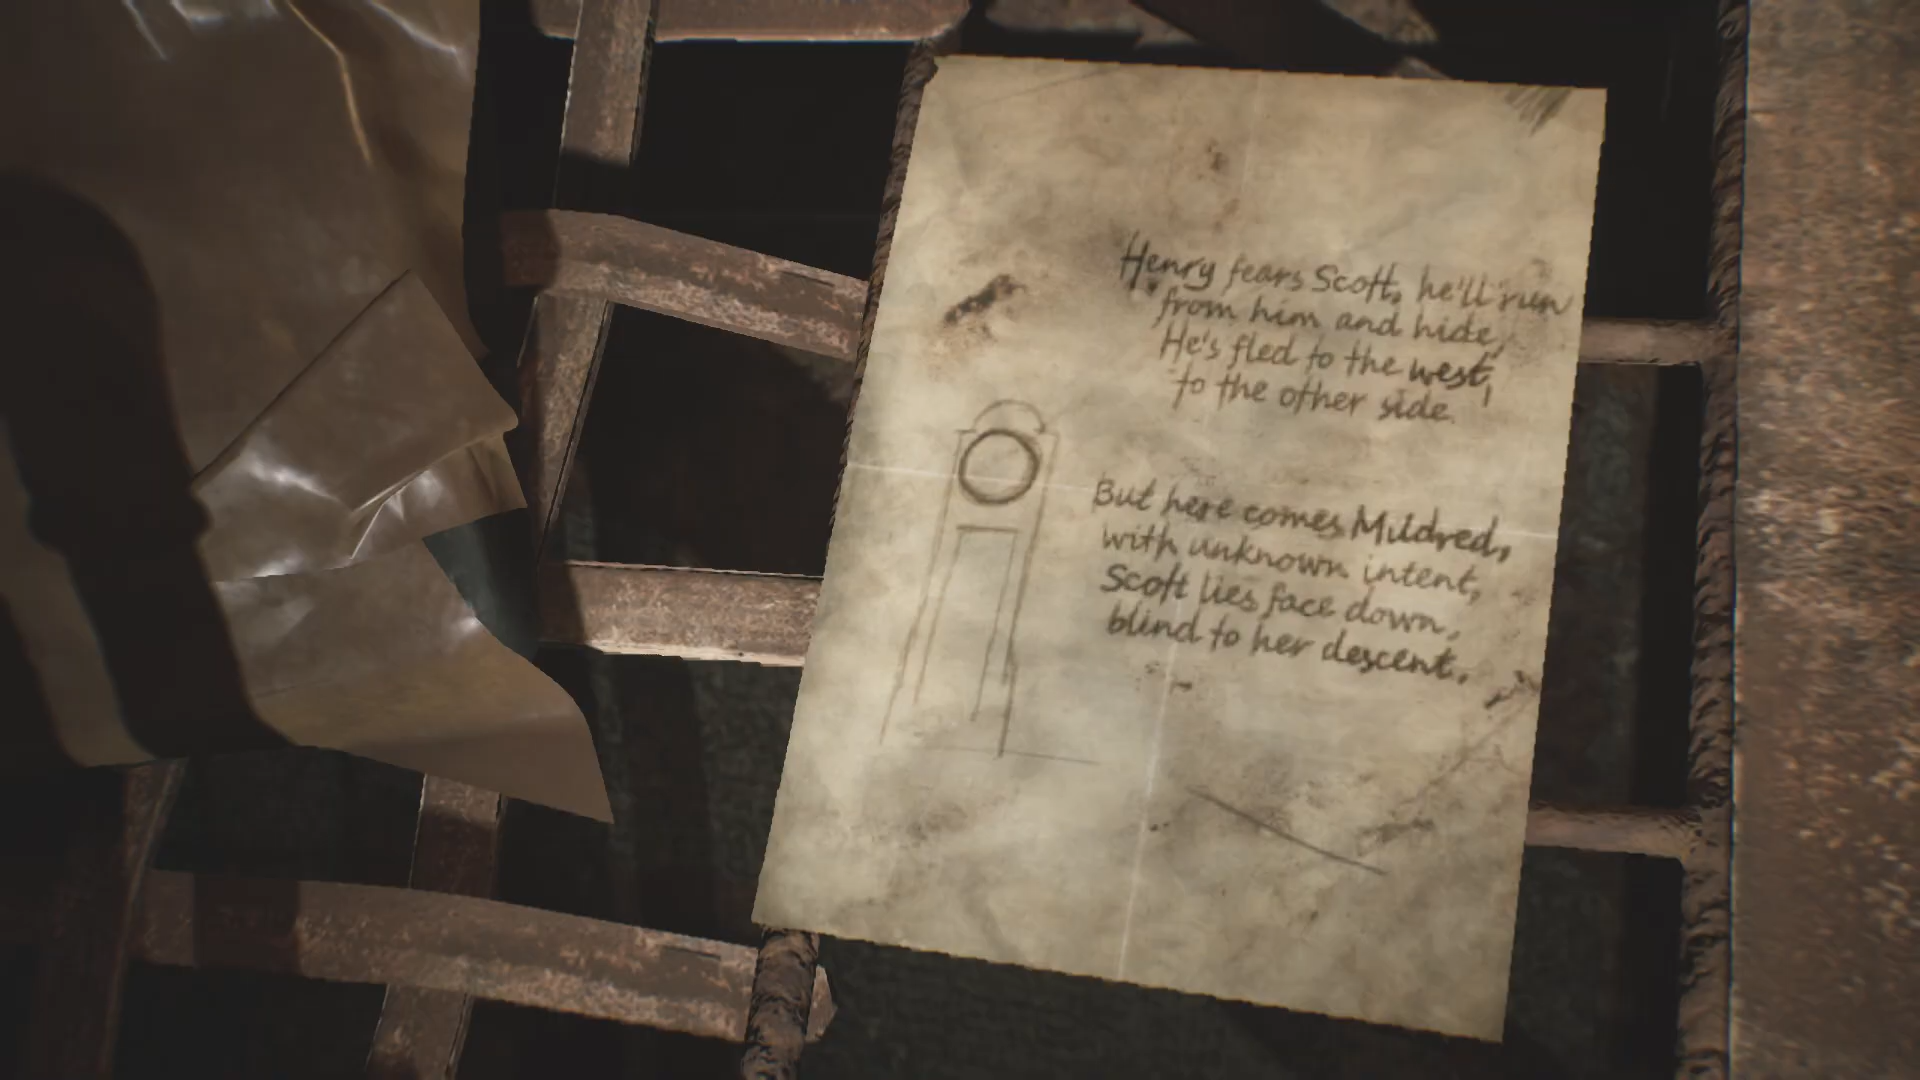 Henry fears Scott, he'll run
from him and hide,
He's fled to the west,
to the other side.
But here comes Mildred,
with unknown intent,
Scott lies face down,
blind to her descent.